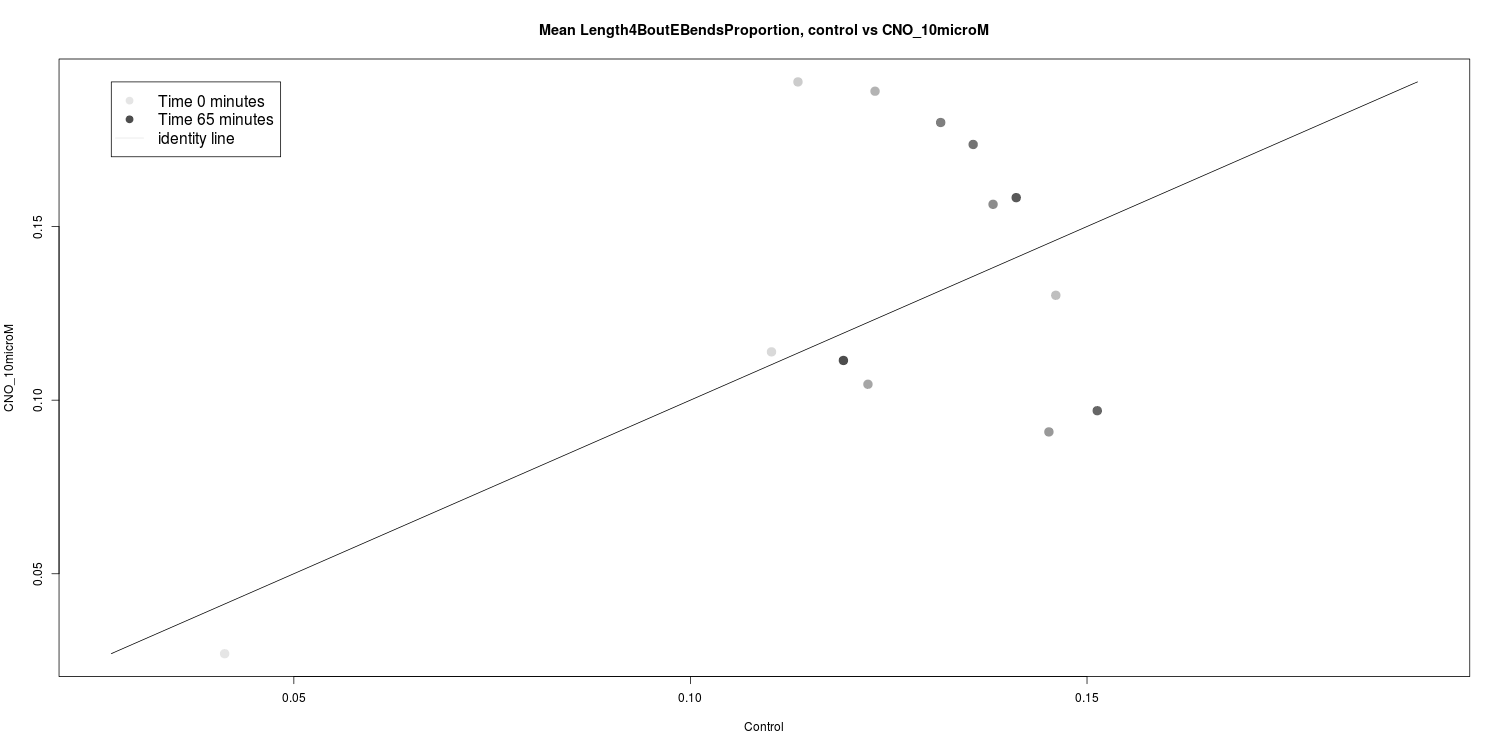 Mean Length4BoutEBendsProportion, control vs CNO_10microM
Time 0 minutes
Time 65 minutes
identity line
CNO_10microM
0.15
0.10
0.05
0.05
0.10
0.15
Control